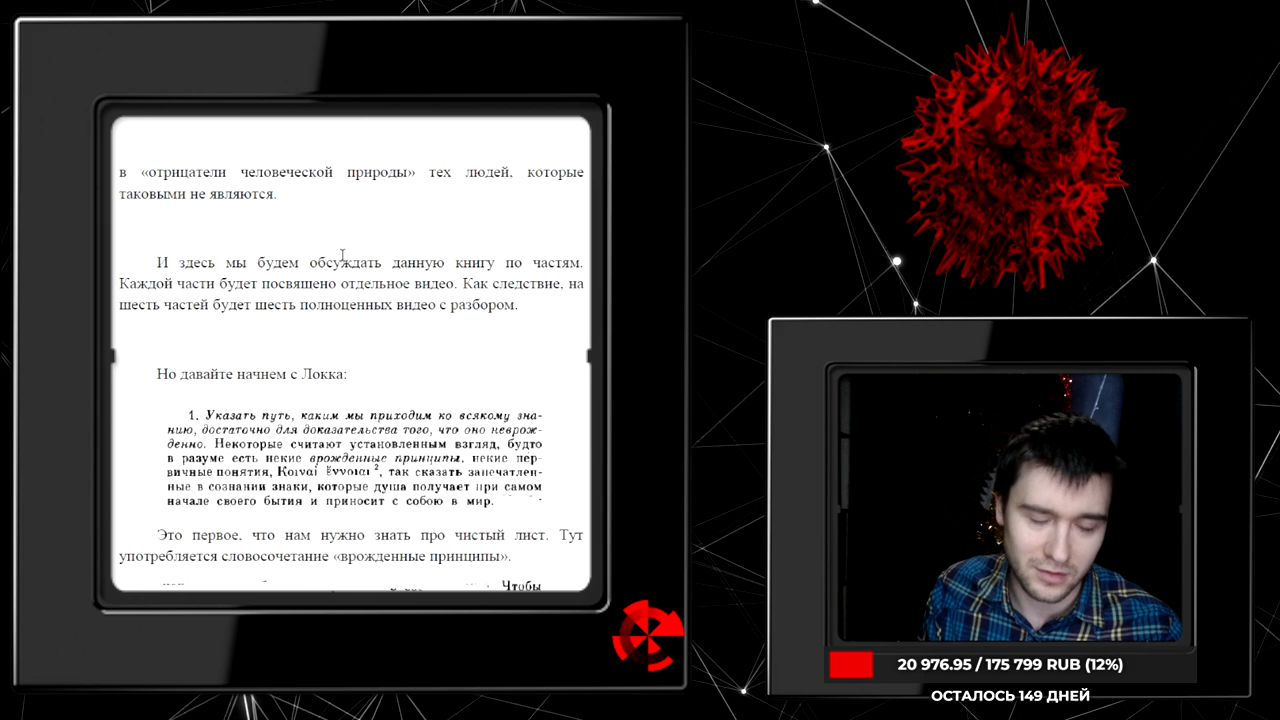 в «отрицатели человеческой природы» тех людей, которые
таковыми не являются.
И здесь мы будем обсуждать данную книгу по частям.
Каждой части будет посвящено отдельное видео. Как следствие, на
шесть частей будет шесть полноценных видео с разбором.
Но давайте начнем с Локка:
1. Указать путь, каким мы приходим ко всякому зна-
нию, достаточно для доказательства того, что оно неврож-
денно. Некоторые считают установленным взгляд, будто
в разуме есть некие врожденные принципы, некие пер-
вичные понятия, Κοιναὶ ἔννοιαι ², так сказать запечатлен-
ные в сознании знаки, которые душа получает при самом
начале своего бытия и приносит с собою в мир.
Это первое, что нам нужно знать про чистый лист. Тут
употребляется словосочетание «врожденные принципы».
Чтобы
20 976.95 / 175 799 RUB (12%)
ОСТАЛОСЬ 149 ДНЕЙ